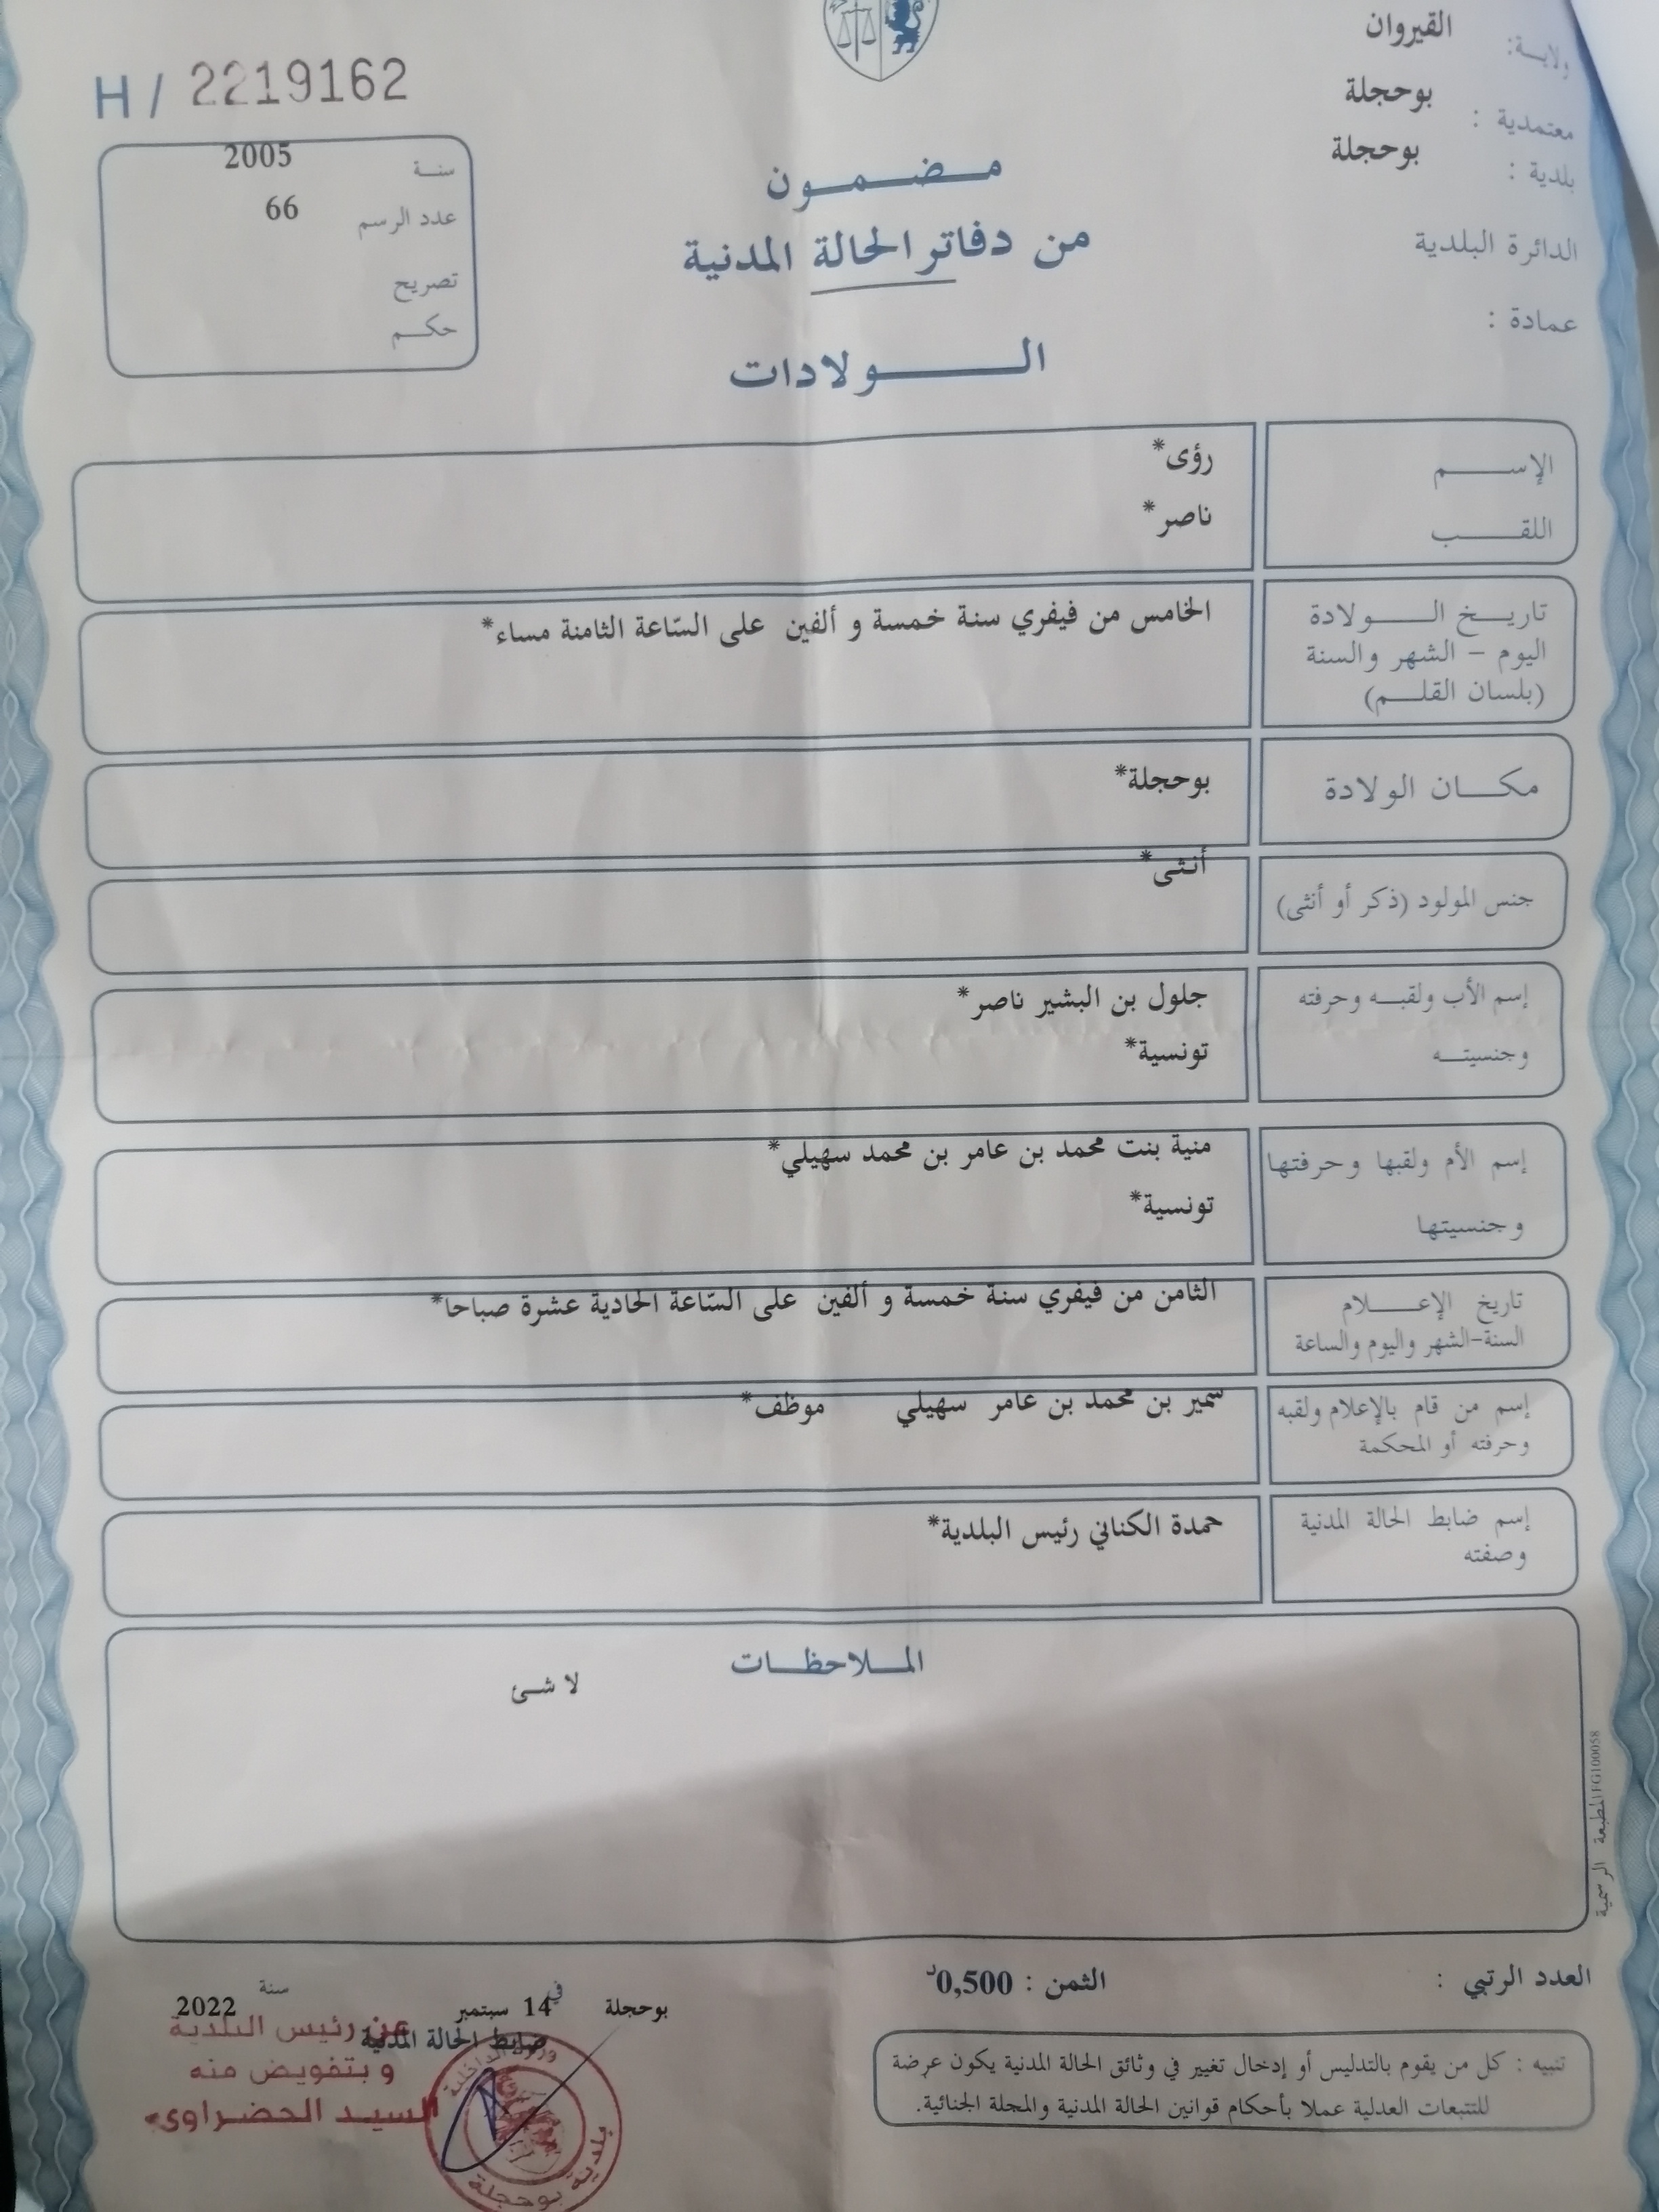 ولاية: القيروان
معتمدية : بوحجلة
بلدية : بوحجلة
الدائرة البلدية
عمادة :
H / 2219162
سنة 2005
عدد الرسم 66
تصريح
حكم
مضمون
من دفاتر الحالة المدنية
الولادات
الإسم رؤى*
اللقب ناصر*
تاريخ الولادة الخامس من فيفري سنة خمسة و ألفين على السّاعة الثامنة مساء*
اليوم - الشهر والسنة
(بلسان القلم)
مكان الولادة بوحجلة*
جنس المولود (ذكر أو أنثى) أنثى*
إسم الأب ولقبه وحرفته جلول بن البشير ناصر*
وجنسيته تونسية*
إسم الأم ولقبها وحرفتها منية بنت محمد بن عامر بن محمد سهيلي*
وجنسيتها تونسية*
تاريخ الإعلام الثامن من فيفري سنة خمسة و ألفين على السّاعة الحادية عشرة صباحا*
السنة-الشهر واليوم والساعة
إسم من قام بالإعلام ولقبه سمير بن محمد بن عامر سهيلي موظف*
وحرفته أو المحكمة
إسم ضابط الحالة المدنية حمدة الكناني رئيس البلدية*
وصفته
الملاحظات
لا شئ
المطبعة الرسمية FG100058
العدد الرتبي : الثمن : 0,500د
بوحجلة في 14 سبتمبر سنة 2022
ضابط الحالة المدنية
عن رئيس البلدية
و بتفويض منه
السيد الحضراوي
وزارة الداخلية
بلدية بوحجلة
تنبيه : كل من يقوم بالتدليس أو إدخال تغيير في وثائق الحالة المدنية يكون عرضة
للتتبعات العدلية عملا بأحكام قوانين الحالة المدنية والمجلة الجنائية.